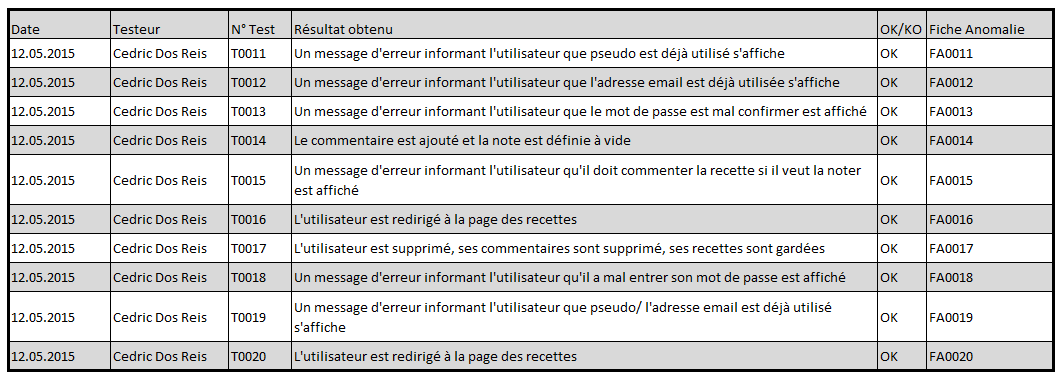 Date Testeur N° Test Résultat obtenu OK/KO Fiche Anomalie
12.05.2015 Cedric Dos Reis T0011 Un message d'erreur informant l'utilisateur que pseudo est déjà utilisé s'affiche OK FA0011
12.05.2015 Cedric Dos Reis T0012 Un message d'erreur informant l'utilisateur que l'adresse email est déjà utilisée s'affiche OK FA0012
12.05.2015 Cedric Dos Reis T0013 Un message d'erreur informant l'utilisateur que le mot de passe est mal confirmer est affiché OK FA0013
12.05.2015 Cedric Dos Reis T0014 Le commentaire est ajouté et la note est définie à vide OK FA0014
12.05.2015 Cedric Dos Reis T0015 Un message d'erreur informant l'utilisateur qu'il doit commenter la recette si il veut la noter
est affiché OK FA0015
12.05.2015 Cedric Dos Reis T0016 L'utilisateur est redirigé à la page des recettes OK FA0016
12.05.2015 Cedric Dos Reis T0017 L'utilisateur est supprimé, ses commentaires sont supprimé, ses recettes sont gardées OK FA0017
12.05.2015 Cedric Dos Reis T0018 Un message d'erreur informant l'utilisateur qu'il a mal entrer son mot de passe est affiché OK FA0018
12.05.2015 Cedric Dos Reis T0019 Un message d'erreur informant l'utilisateur que pseudo/ l'adresse email est déjà utilisé
s'affiche OK FA0019
12.05.2015 Cedric Dos Reis T0020 L'utilisateur est redirigé à la page des recettes OK FA0020